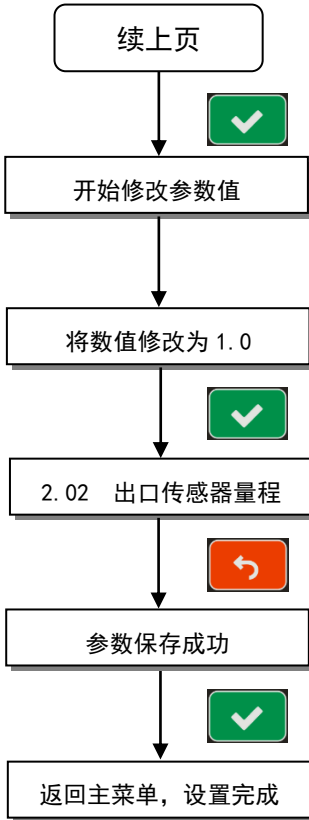 续上页
开始修改参数值
将数值修改为 1.0
2.02 出口传感器量程
参数保存成功
返回主菜单，设置完成